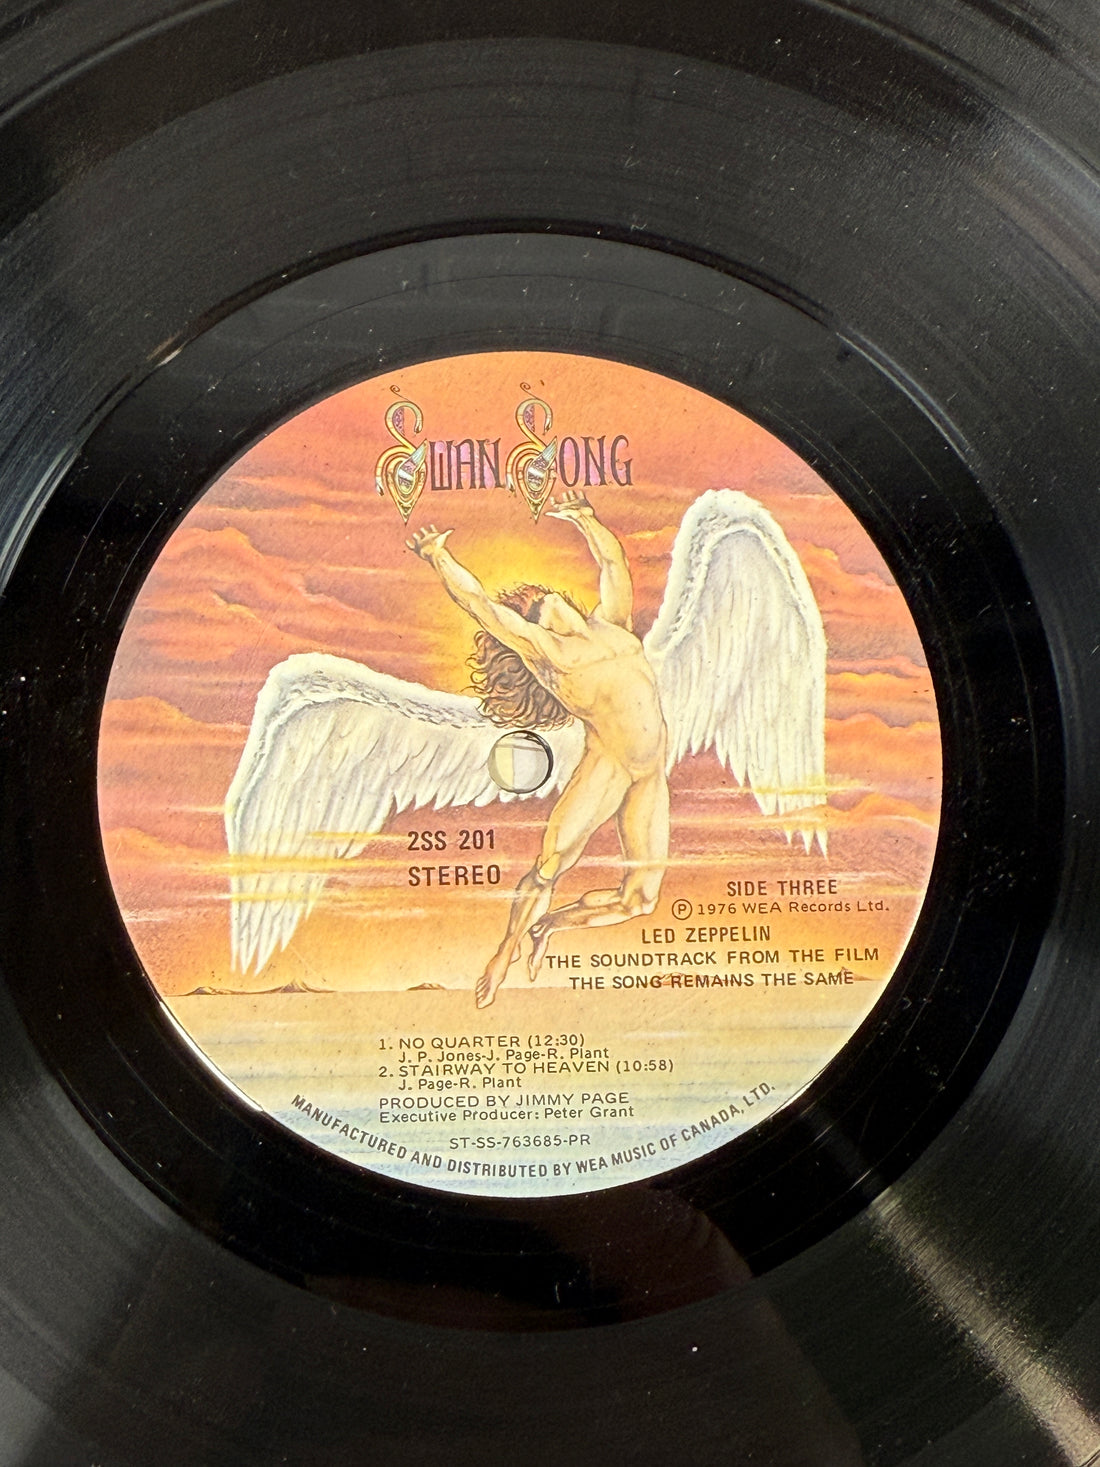 SWAN SONG
2SS 201
STEREO
SIDE THREE
Ⓟ 1976 WEA Records Ltd.
LED ZEPPELIN
THE SOUNDTRACK FROM THE FILM
THE SONG REMAINS THE SAME
1. NO QUARTER (12:30)
J. P. Jones-J. Page-R. Plant
2. STAIRWAY TO HEAVEN (10:58)
J. Page-R. Plant
PRODUCED BY JIMMY PAGE
Executive Producer: Peter Grant
ST-SS-763685-PR
MANUFACTURED AND DISTRIBUTED BY WEA MUSIC OF CANADA, LTD.